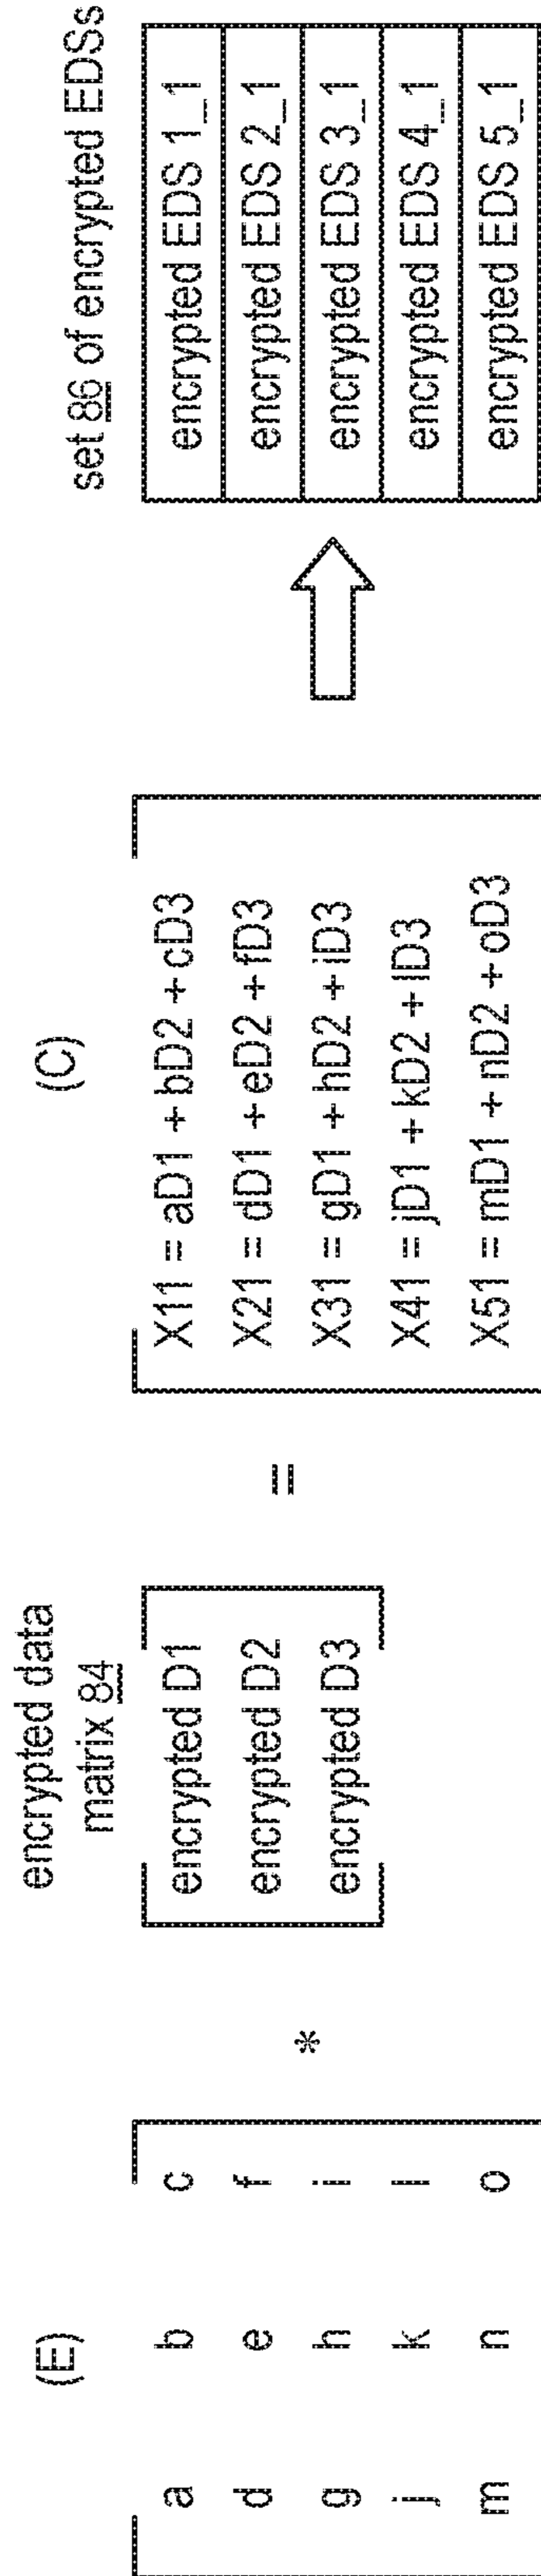 (E)
a b c
d e f
g h i
j k l
m n o
*
encrypted data
matrix 84
encrypted D1
encrypted D2
encrypted D3
=
(C)
X11 = aD1 + bD2 + cD3
X21 = dD1 + eD2 + fD3
X31 = gD1 + hD2 + iD3
X41 = jD1 + kD2 + lD3
X51 = mD1 + nD2 + oD3
set 86 of encrypted EDSs
encrypted EDS 1_1
encrypted EDS 2_1
encrypted EDS 3_1
encrypted EDS 4_1
encrypted EDS 5_1